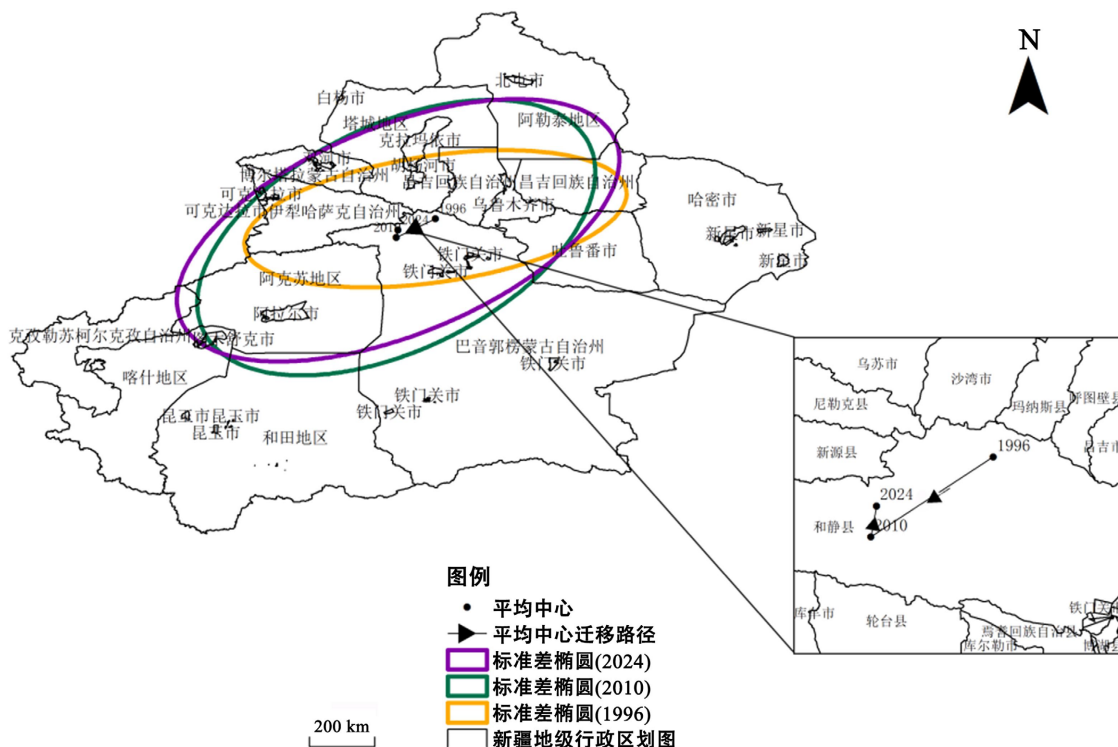 N
北屯市
白杨市
塔城地区
阿勒泰地区
克拉玛依市
双河市
胡杨河市
博尔塔拉蒙古自治州
昌吉回族自治州
昌吉回族自治州
可克达拉市
哈密市
可克达拉市
伊犁哈萨克自治州
乌鲁木齐市
1996
2024
新星市
新星市
铁门关市
吐鲁番市
铁门关市
新星市
阿克苏地区
阿拉尔市
克孜勒苏柯尔克孜自治州
图木舒克市
巴音郭楞蒙古自治州
铁门关市
喀什地区
铁门关市
铁门关市
昆玉市
昆玉市
昆玉市
和田地区
乌苏市
沙湾市
尼勒克县
玛纳斯县
呼图壁县
新源县
1996
昌吉市
2024
和静县
2010
铁门关市
库车市
轮台县
焉耆回族自治县
库尔勒市
博湖县
图例
平均中心
平均中心迁移路径
标准差椭圆(2024)
标准差椭圆(2010)
标准差椭圆(1996)
新疆地级行政区划图
200 km